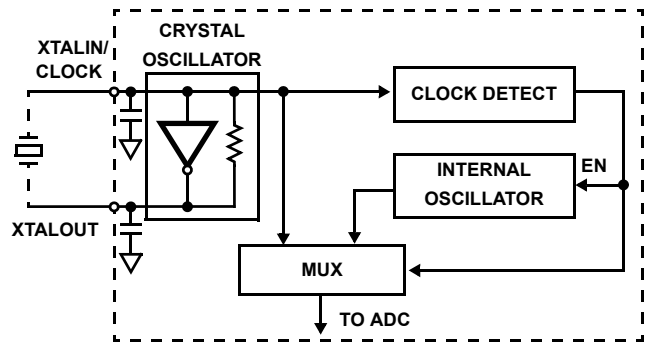 CRYSTAL
OSCILLATOR
XTALIN/
CLOCK
CLOCK DETECT
INTERNAL
OSCILLATOR
EN
XTALOUT
MUX
TO ADC